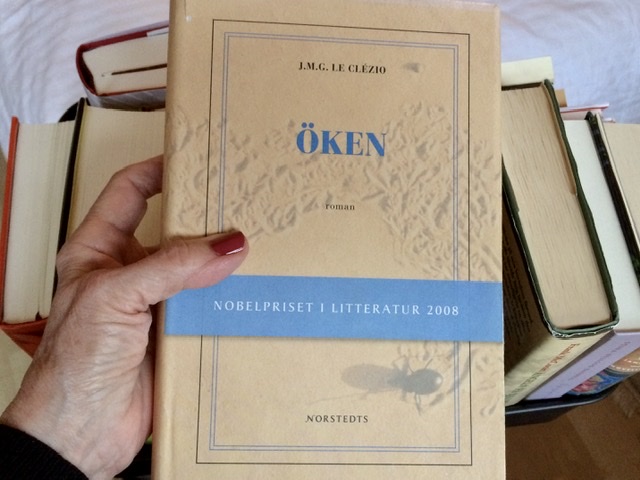 J.M.G. LE CLÉZIO
ÖKEN
roman
NOBELPRISET I LITTERATUR 2008
NORSTEDTS